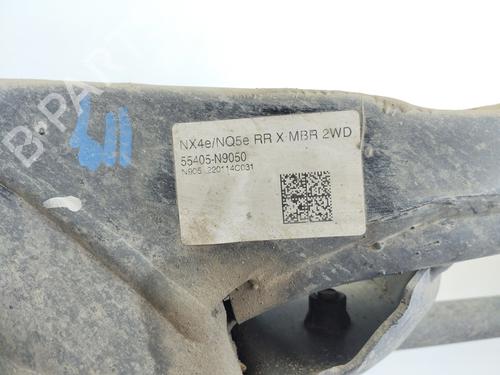 NX4e/NQ5e RR X-MBR 2WD
55405-N9050
N905 220114C031